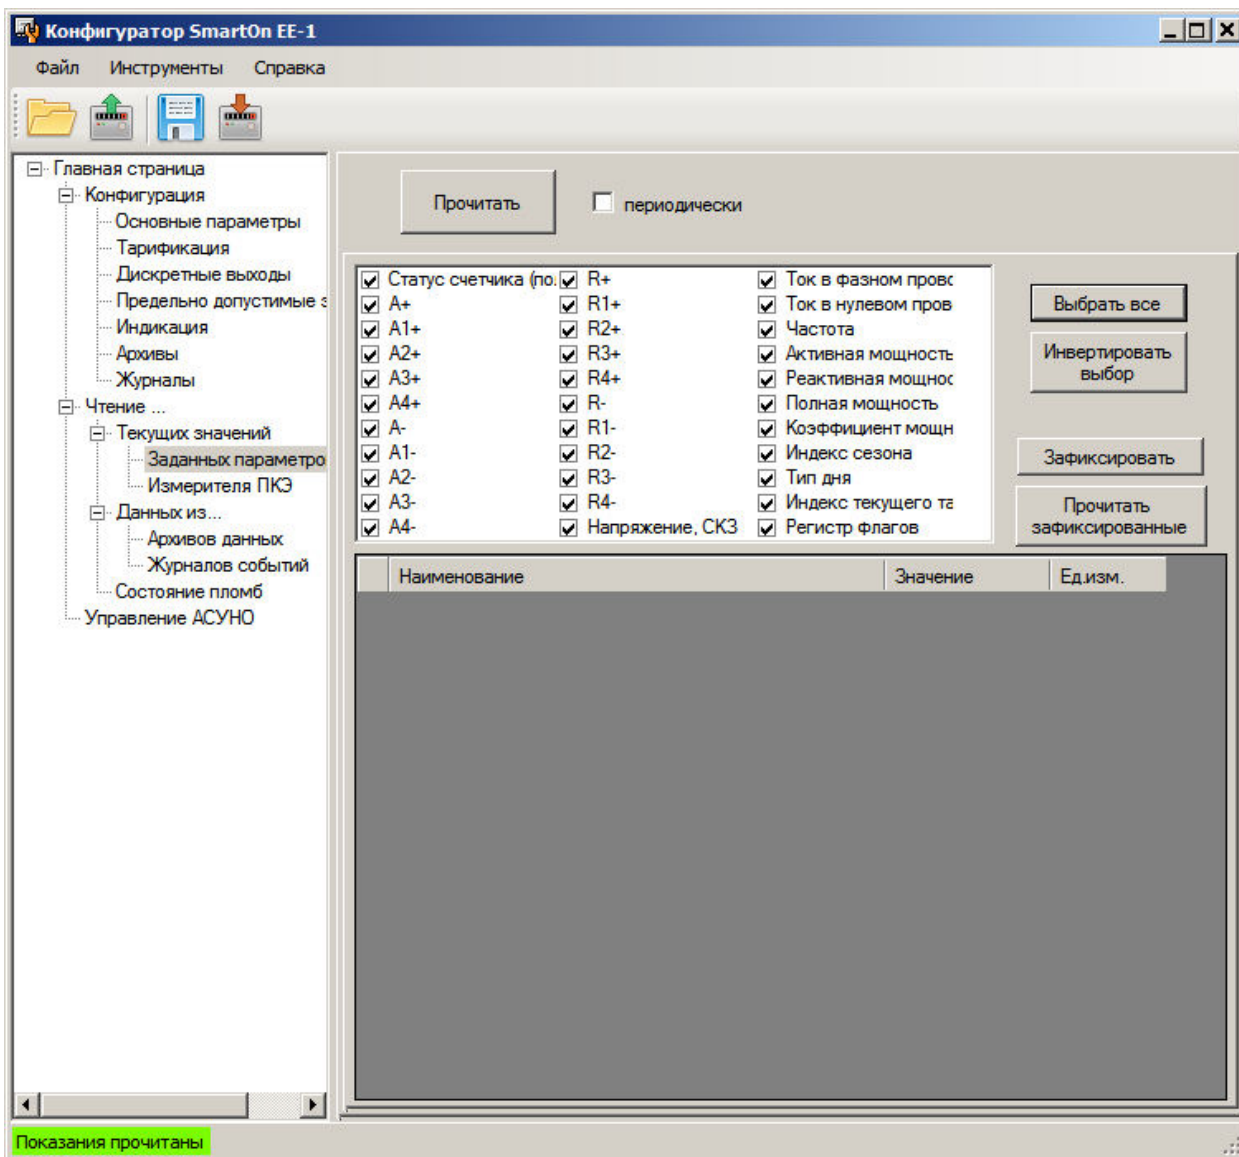 Конфигуратор SmartOn EE-1
Файл Инструменты Справка
Главная страница
Конфигурация
Основные параметры
Тарификация
Дискретные выходы
Предельно допустимые з
Индикация
Архивы
Журналы
Чтение ...
Текущих значений
Заданных параметро
Измерителя ПКЭ
Данных из...
Архивов данных
Журналов событий
Состояние пломб
Управление АСУНО
Прочитать периодически
Статус счетчика (по. R+ Ток в фазном провс
A+ R1+ Ток в нулевом пров
A1+ R2+ Частота
A2+ R3+ Активная мощность
A3+ R4+ Реактивная мощнос
A4+ R- Полная мощность
A- R1- Коэффициент мощн
A1- R2- Индекс сезона
A2- R3- Тип дня
A3- R4- Индекс текущего та
A4- Напряжение, СКЗ Регистр флагов
Выбрать все
Инвертировать
выбор
Зафиксировать
Прочитать
зафиксированные
Наименование Значение Ед.изм.
Показания прочитаны